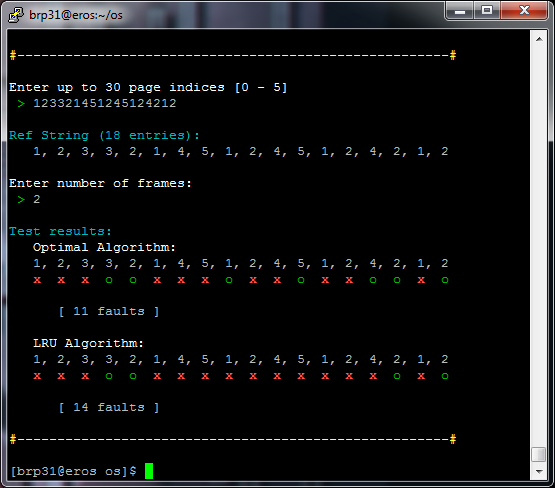 brp31@eros:~/os
#------------------------------------------------------#
Enter up to 30 page indices [0 - 5]
> 123321451245124212
Ref String (18 entries):
1, 2, 3, 3, 2, 1, 4, 5, 1, 2, 4, 5, 1, 2, 4, 2, 1, 2
Enter number of frames:
> 2
Test results:
Optimal Algorithm:
1, 2, 3, 3, 2, 1, 4, 5, 1, 2, 4, 5, 1, 2, 4, 2, 1, 2
x x x o o x x x o x x o x x o o x o
[ 11 faults ]
LRU Algorithm:
1, 2, 3, 3, 2, 1, 4, 5, 1, 2, 4, 5, 1, 2, 4, 2, 1, 2
x x x o o x x x x x x x x x x o x o
[ 14 faults ]
#------------------------------------------------------#
[brp31@eros os]$